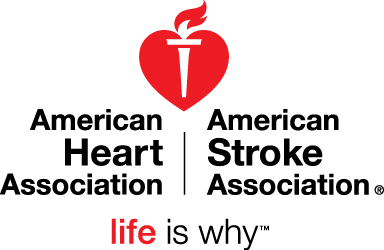 American
Heart
Association
American
Stroke
Association®
life is why™